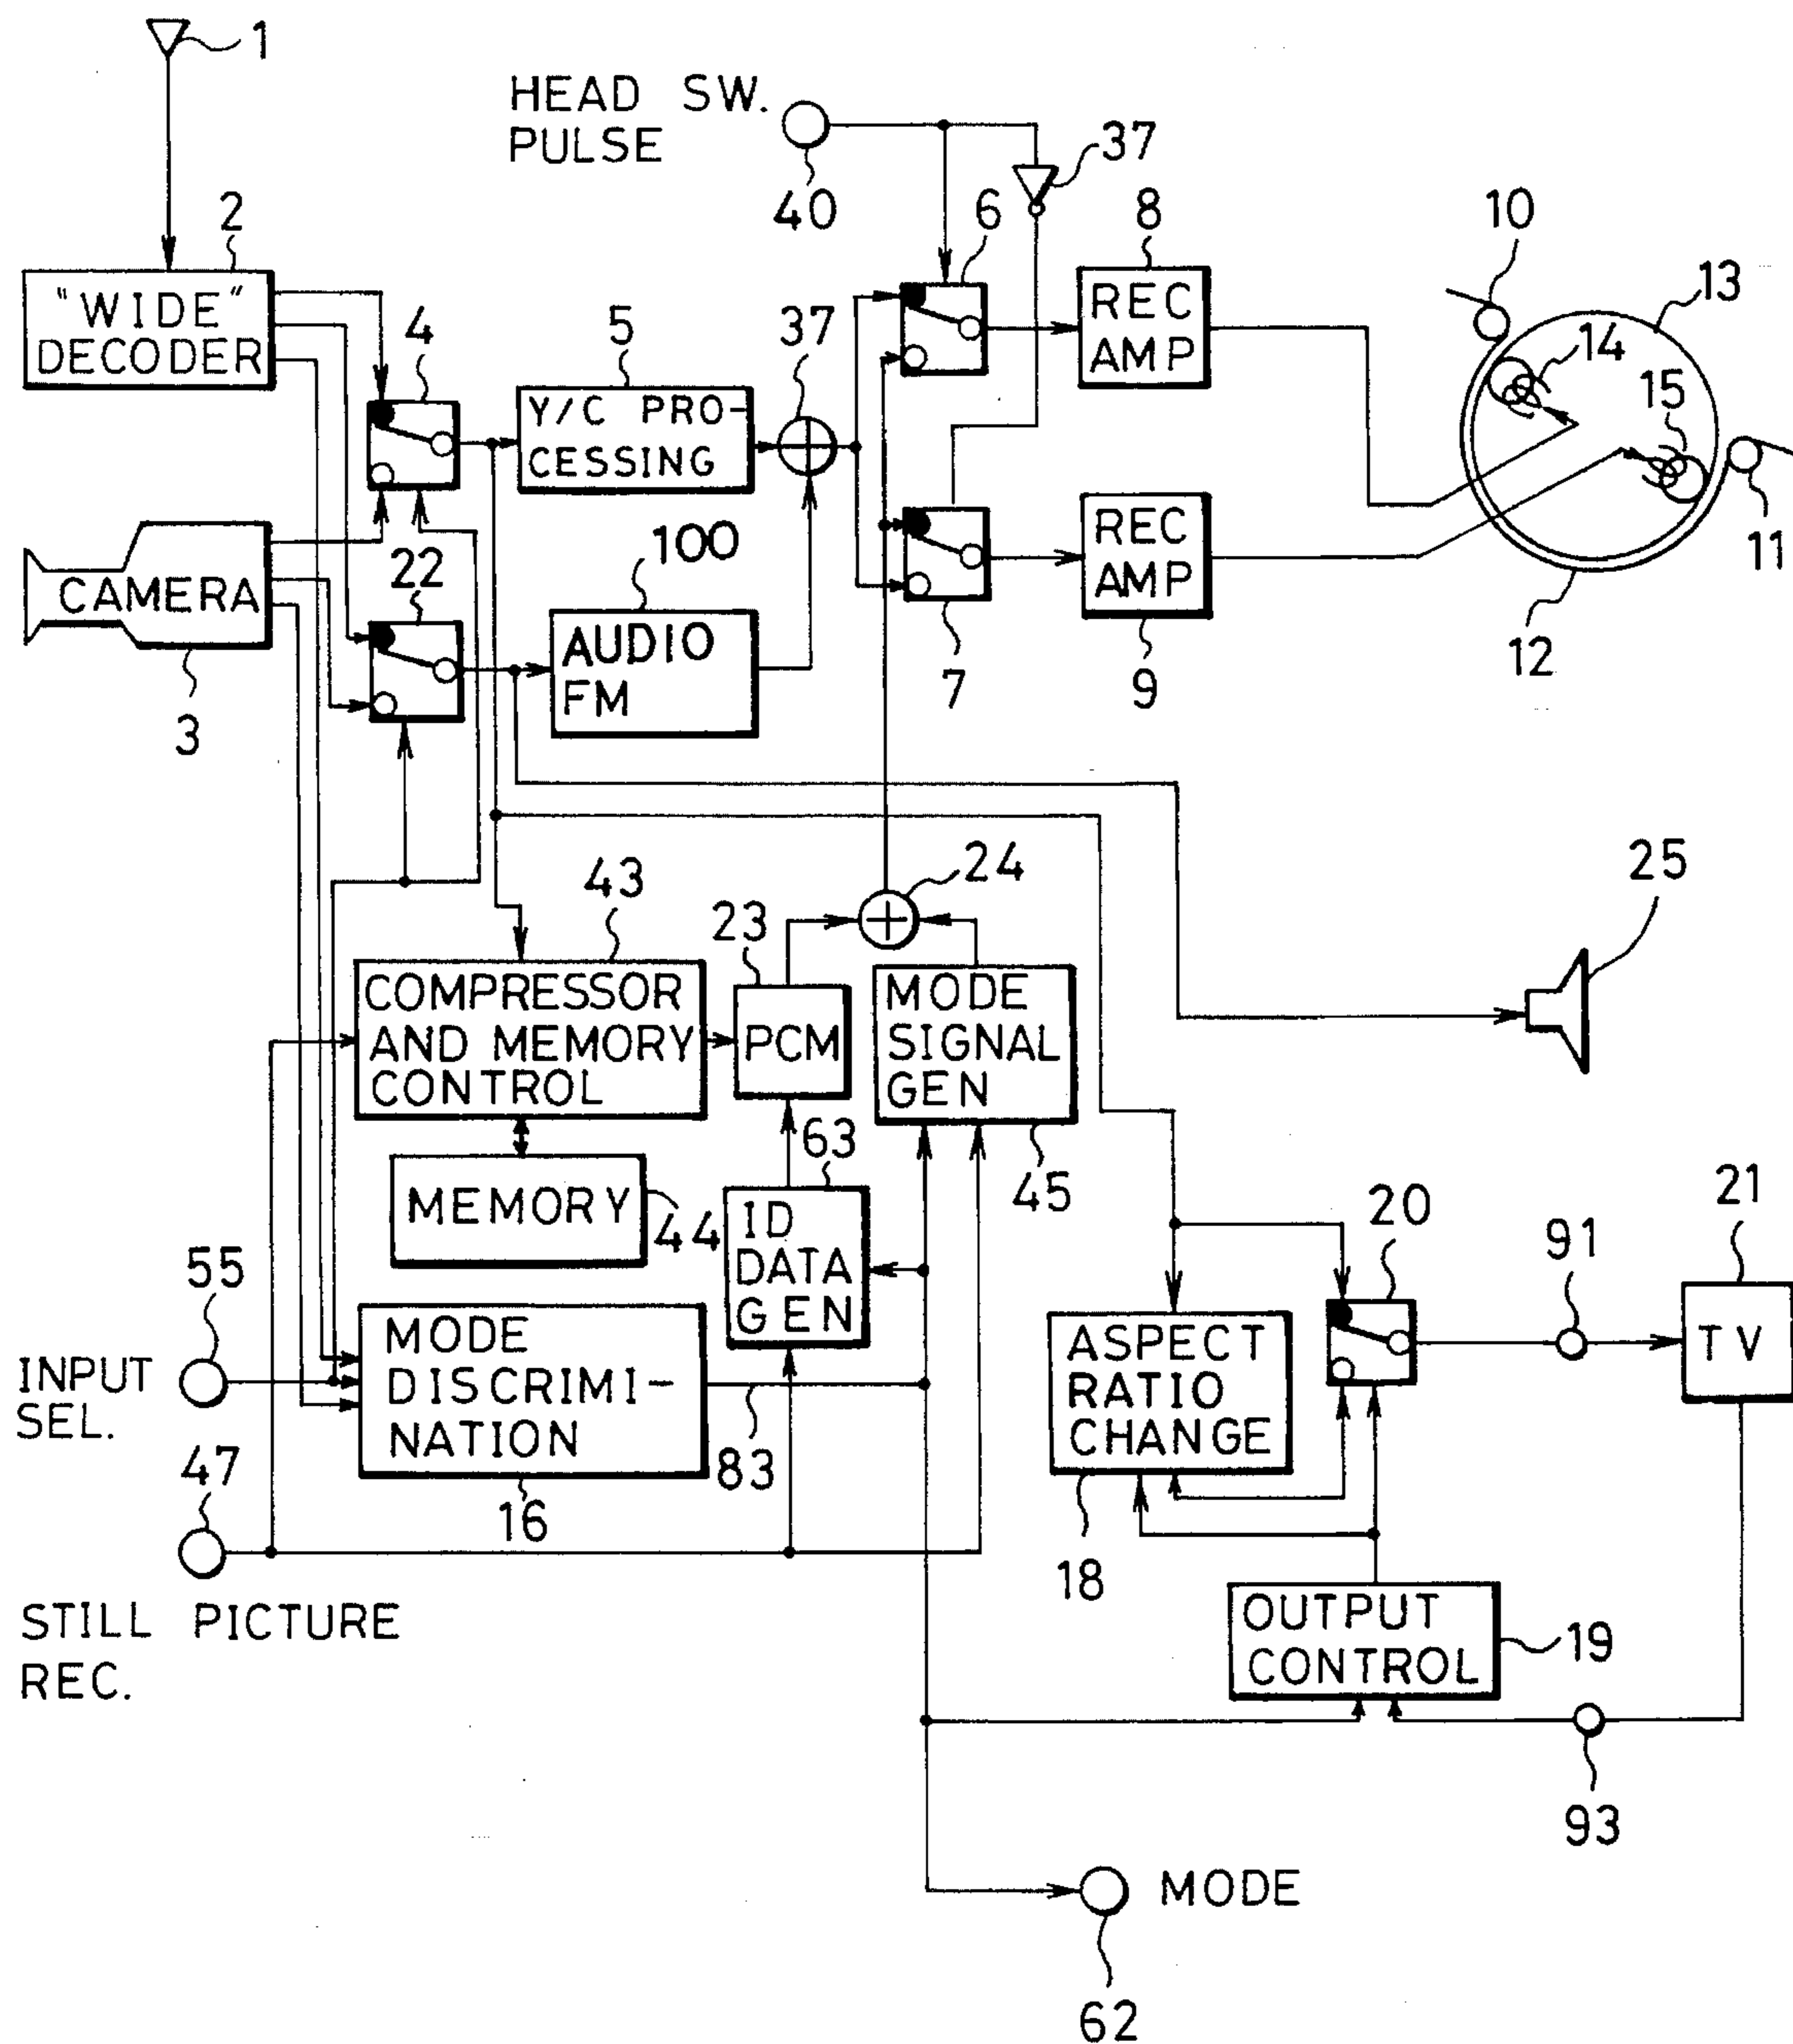 1
HEAD SW.
PULSE
40
37
2
"WIDE"
DECODER
4
5
Y/C PRO-
CESSING
37
6
8
REC
AMP
10
13
14
15
11
12
CAMERA
3
22
100
AUDIO
FM
7
REC
AMP
9
43
COMPRESSOR
AND MEMORY
CONTROL
23
PCM
24
MODE
SIGNAL
GEN
45
25
MEMORY
44
63
ID
DATA
GEN
55
INPUT
SEL.
MODE
DISCRIMI-
NATION
16
83
47
STILL PICTURE
REC.
ASPECT
RATIO
CHANGE
18
20
91
21
TV
OUTPUT
CONTROL
19
93
MODE
62